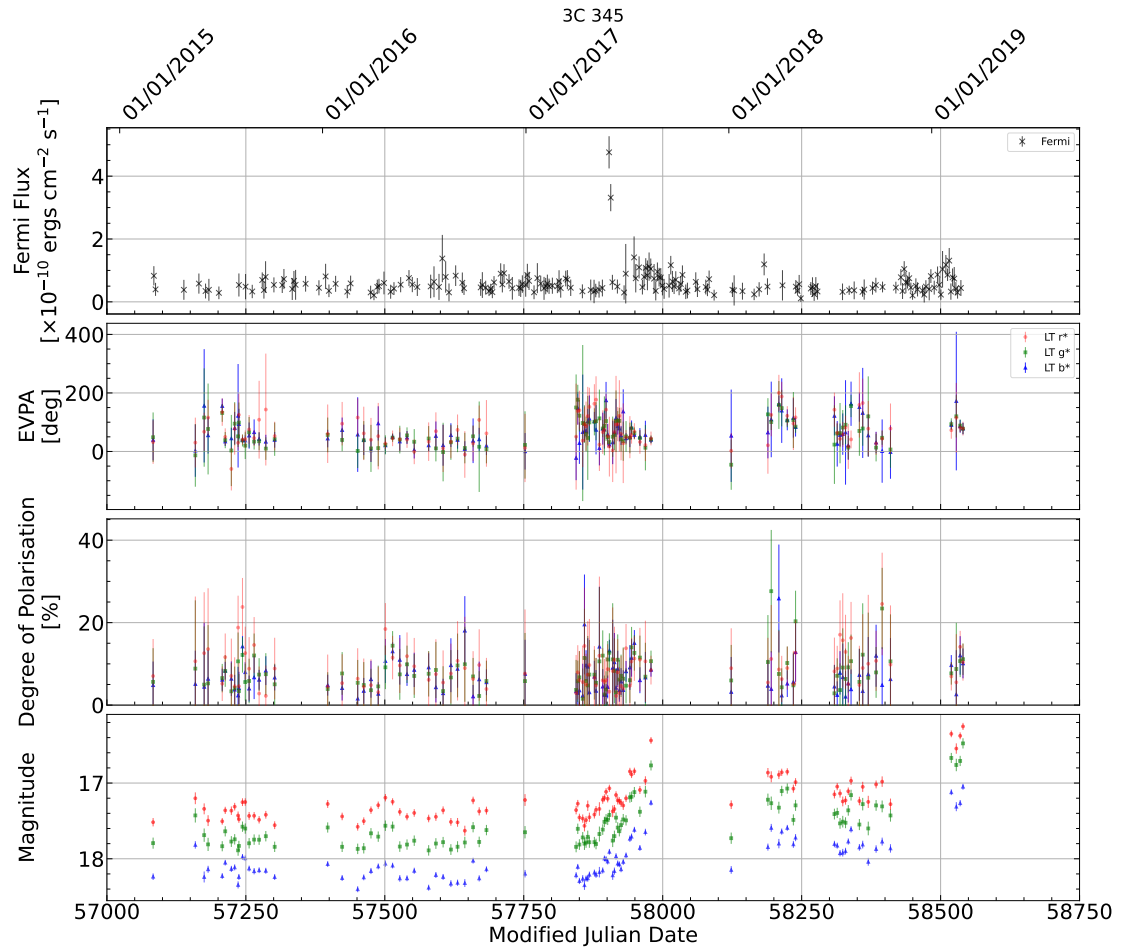 3C 345
01/01/2015
01/01/2016
01/01/2017
01/01/2018
01/01/2019
Fermi Flux
[×10⁻¹⁰ ergs cm⁻² s⁻¹]
4
2
0
Fermi
EVPA
[deg]
400
200
0
LT r*
LT g*
LT b*
Degree of Polarisation
[%]
40
20
0
Magnitude
17
18
57000
57250
57500
57750
58000
58250
58500
58750
Modified Julian Date